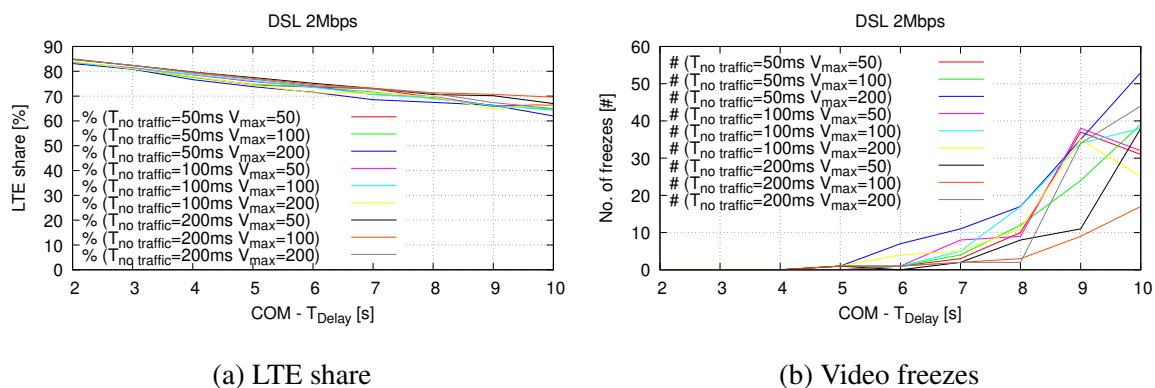 DSL 2Mbps
LTE share [%]
90
80
70
60
50
40
30
20
10
0
% (Tno traffic=50ms Vmax=50)
% (Tno traffic=50ms Vmax=100)
% (Tno traffic=50ms Vmax=200)
% (Tno traffic=100ms Vmax=50)
% (Tno traffic=100ms Vmax=100)
% (Tno traffic=100ms Vmax=200)
% (Tno traffic=200ms Vmax=50)
% (Tno traffic=200ms Vmax=100)
% (Tno traffic=200ms Vmax=200)
2 3 4 5 6 7 8 9 10
COM - TDelay [s]
(a) LTE share
DSL 2Mbps
No. of freezes [#]
60
50
40
30
20
10
0
# (Tno traffic=50ms Vmax=50)
# (Tno traffic=50ms Vmax=100)
# (Tno traffic=50ms Vmax=200)
# (Tno traffic=100ms Vmax=50)
# (Tno traffic=100ms Vmax=100)
# (Tno traffic=100ms Vmax=200)
# (Tno traffic=200ms Vmax=50)
# (Tno traffic=200ms Vmax=100)
# (Tno traffic=200ms Vmax=200)
2 3 4 5 6 7 8 9 10
COM - TDelay [s]
(b) Video freezes